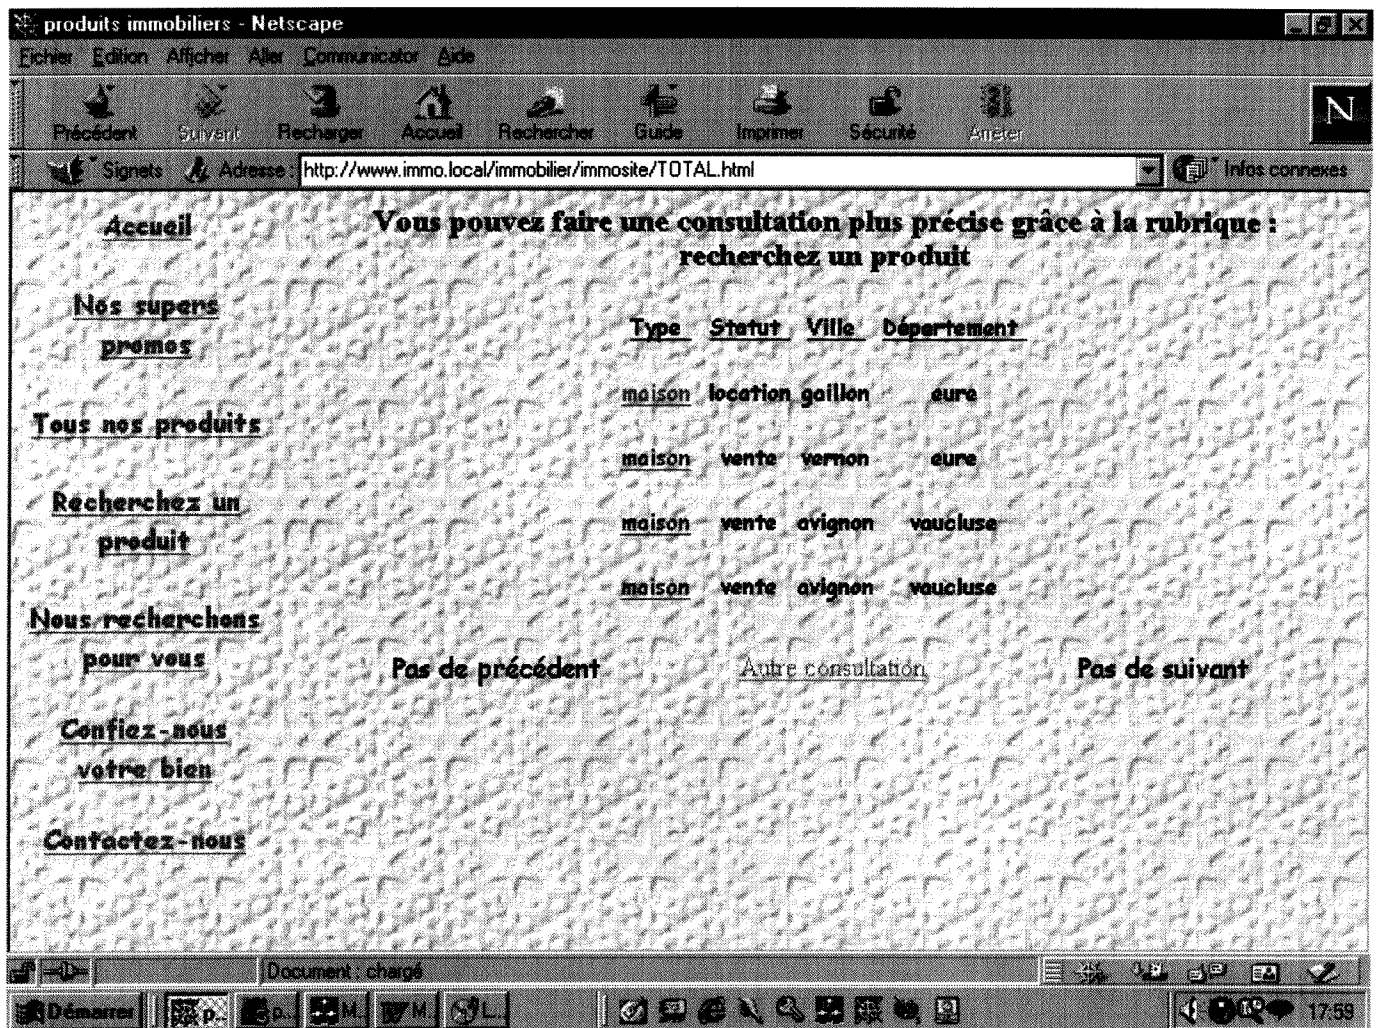 produits immobiliers - Netscape
Fichier Edition Afficher Aller Communicator Aide
Précédent Suivant Recharger Accueil Rechercher Guide Imprimer Sécurité Arrêter
N
Signets Adresse : http://www.immo.local/immobilier/immosite/TOTAL.html Infos connexes
Accueil
Nos supers
promos
Tous nos produits
Recherchez un
produit
Nous recherchons
pour vous
Confiez-nous
votre bien
Contactez-nous
Vous pouvez faire une consultation plus précise grâce à la rubrique :
recherchez un produit
Type Statut Ville Département
maison location gaillon eure
maison vente vernon eure
maison vente avignon vaucluse
maison vente avignon vaucluse
Pas de précédent Autre consultation Pas de suivant
Document : chargé
Démarrer p... p... M... M... L... 17:59